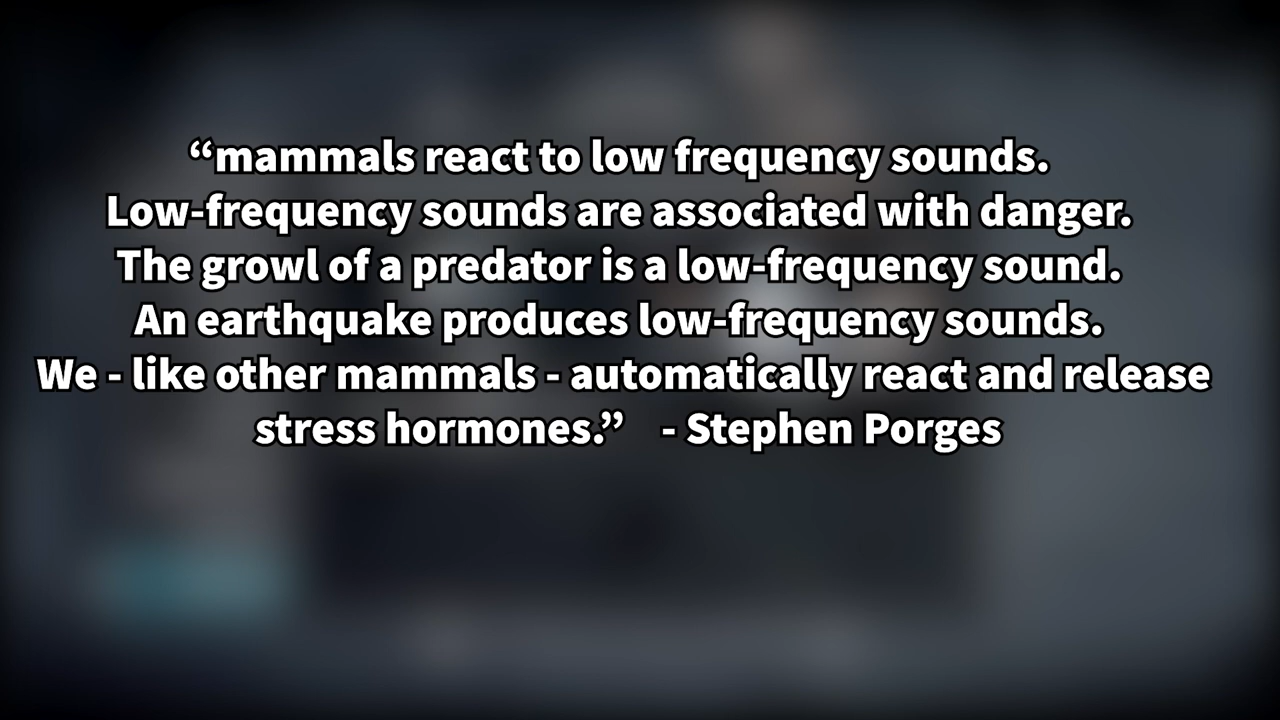 “mammals react to low frequency sounds.
Low-frequency sounds are associated with danger.
The growl of a predator is a low-frequency sound.
An earthquake produces low-frequency sounds.
We - like other mammals - automatically react and release
stress hormones.” - Stephen Porges